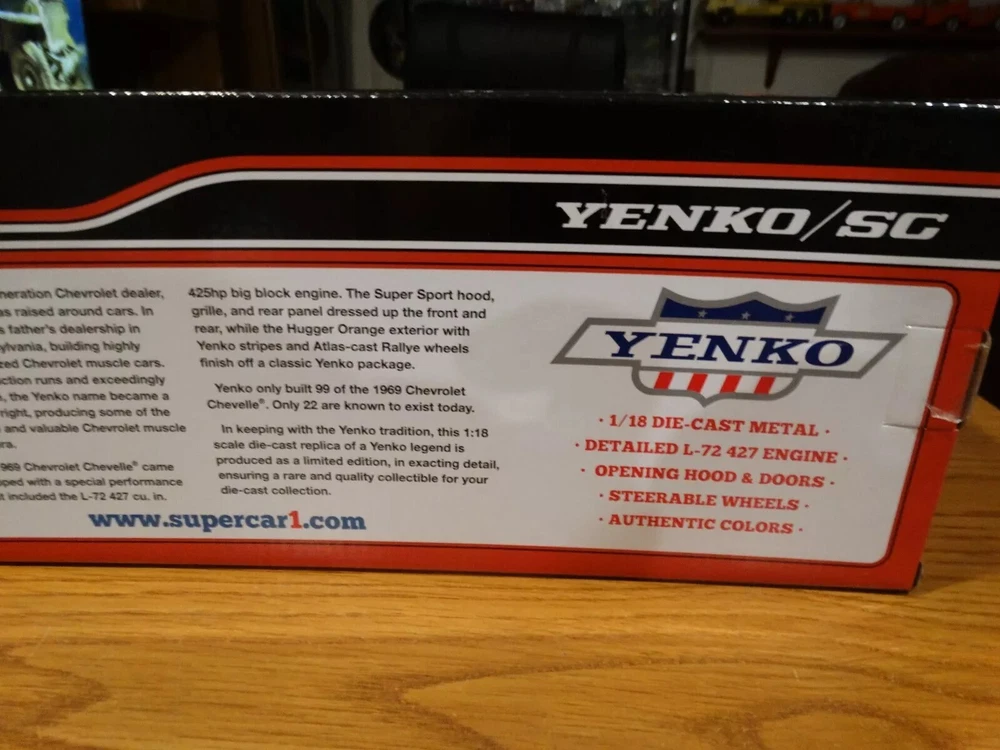 YENKO/SC
neration Chevrolet dealer,
as raised around cars. In
s father's dealership in
ylvania, building highly
zed Chevrolet muscle cars.
ction runs and exceedingly
, the Yenko name became a
right, producing some of the
and valuable Chevrolet muscle
ra.
969 Chevrolet Chevelle® came
pped with a special performance
t included the L-72 427 cu. in.
425hp big block engine. The Super Sport hood,
grille, and rear panel dressed up the front and
rear, while the Hugger Orange exterior with
Yenko stripes and Atlas-cast Rallye wheels
finish off a classic Yenko package.
Yenko only built 99 of the 1969 Chevrolet
Chevelle®. Only 22 are known to exist today.
In keeping with the Yenko tradition, this 1:18
scale die-cast replica of a Yenko legend is
produced as a limited edition, in exacting detail,
ensuring a rare and quality collectible for your
die-cast collection.
www.supercar1.com
YENKO
· 1/18 DIE-CAST METAL ·
· DETAILED L-72 427 ENGINE ·
· OPENING HOOD & DOORS ·
· STEERABLE WHEELS ·
· AUTHENTIC COLORS ·